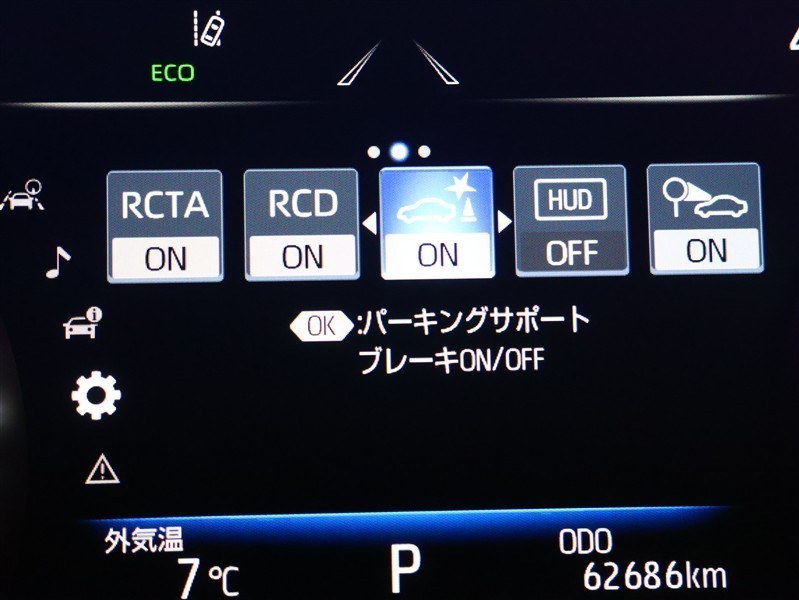 ECO
RCTA
ON
RCD
ON
ON
HUD
OFF
ON
OK :パーキングサポート
ブレーキON/OFF
外気温
7℃
P
ODO
62686km